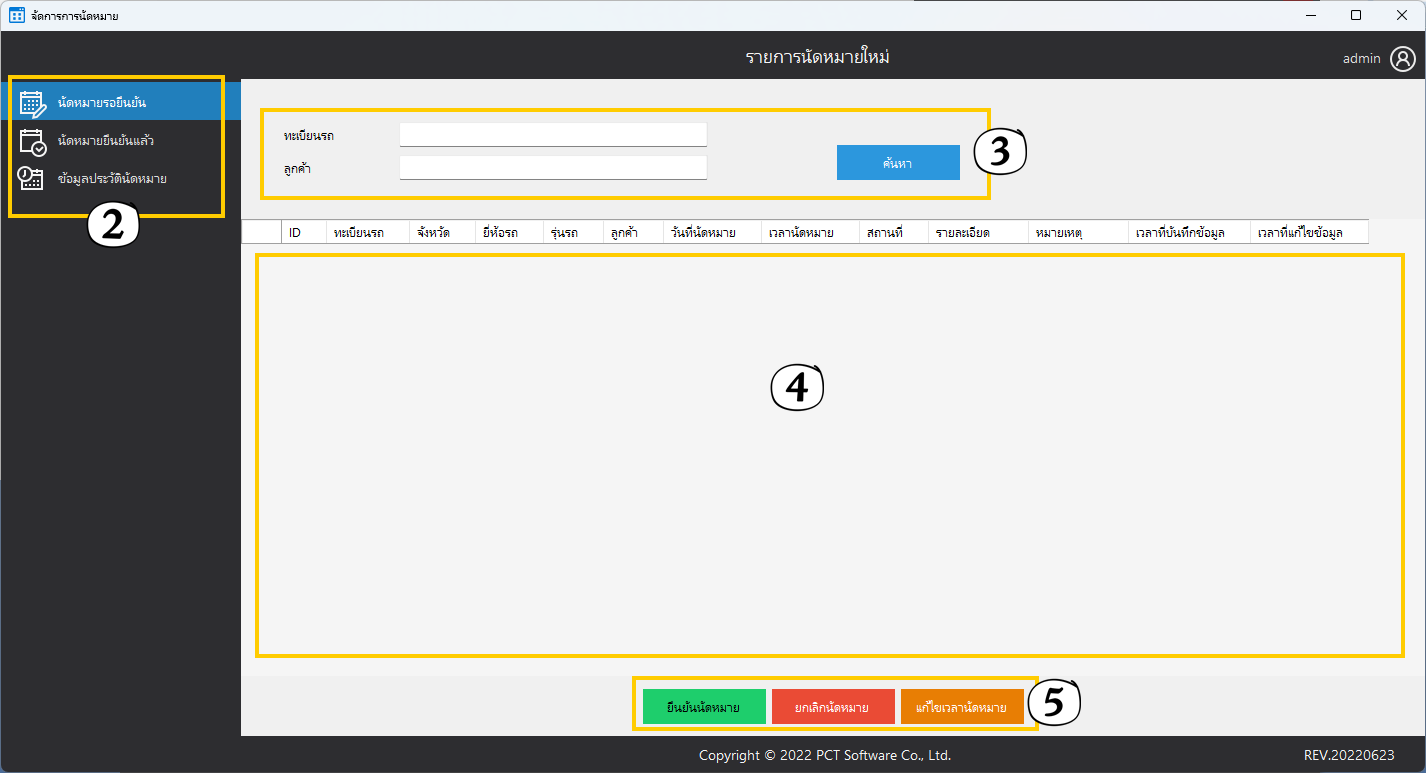 จัดการการนัดหมาย
รายการนัดหมายใหม่
admin
นัดหมายรอยืนยัน
นัดหมายยืนยันแล้ว
ข้อมูลประวัตินัดหมาย
2
ทะเบียนรถ
ลูกค้า
ค้นหา
3
ID ทะเบียนรถ จังหวัด ยี่ห้อรถ รุ่นรถ ลูกค้า วันที่นัดหมาย เวลานัดหมาย สถานที่ รายละเอียด หมายเหตุ เวลาที่บันทึกข้อมูล เวลาที่แก้ไขข้อมูล
4
ยืนยันนัดหมาย ยกเลิกนัดหมาย แก้ไขเวลานัดหมาย
5
Copyright © 2022 PCT Software Co., Ltd.
REV.20220623